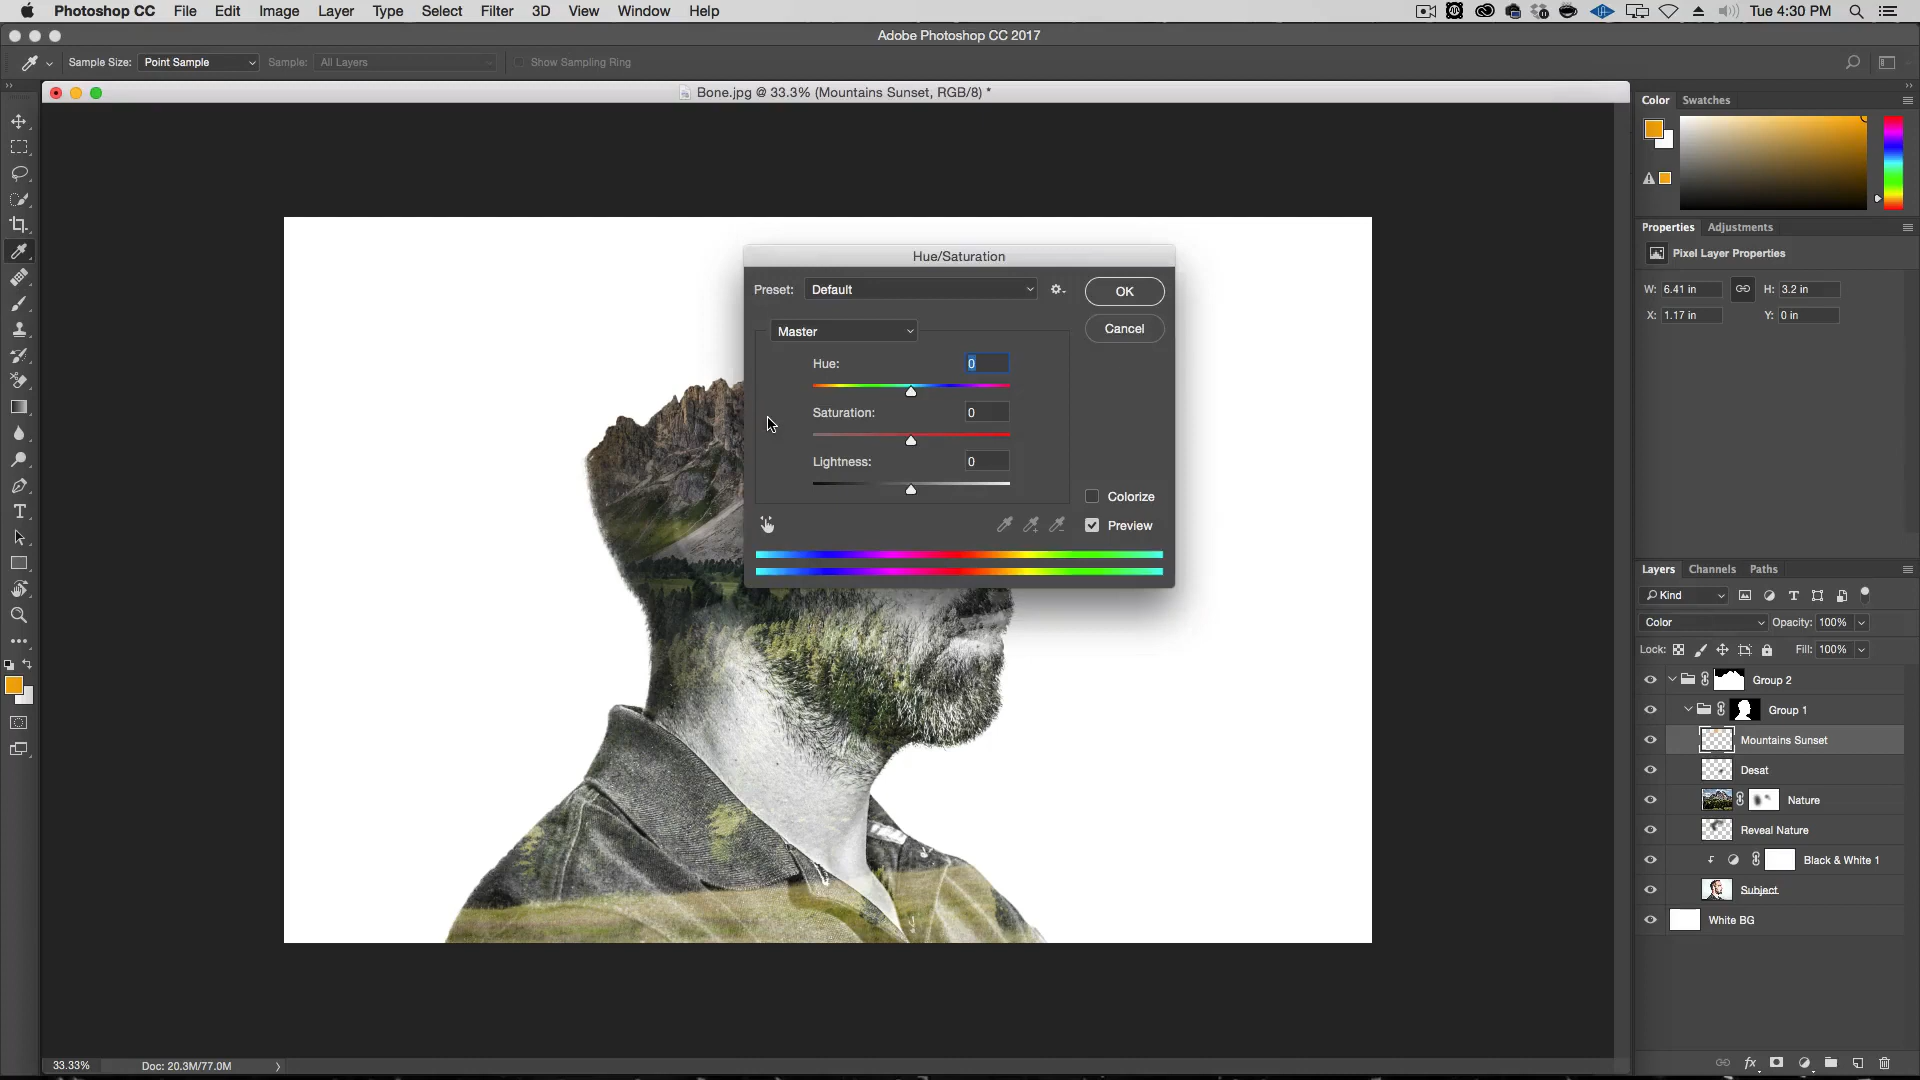 Photoshop CC File Edit Image Layer Type Select Filter 3D View Window Help Tue 4:30 PM
Adobe Photoshop CC 2017
Sample Size: Point Sample Sample: All Layers Show Sampling Ring
Bone.jpg @ 33.3% (Mountains Sunset, RGB/8) *
Color Swatches
Properties Adjustments
Pixel Layer Properties
W: 6.41 in H: 3.2 in
X: 1.17 in Y: 0 in
Hue/Saturation
Preset: Default OK
Master Cancel
Hue: 0
Saturation: 0
Lightness: 0
Colorize
Preview
Layers Channels Paths
Kind
Color Opacity: 100%
Lock: Fill: 100%
Group 2
Group 1
Mountains Sunset
Desat
Nature
Reveal Nature
Black & White 1
Subject
White BG
33.33% Doc: 20.3M/77.0M